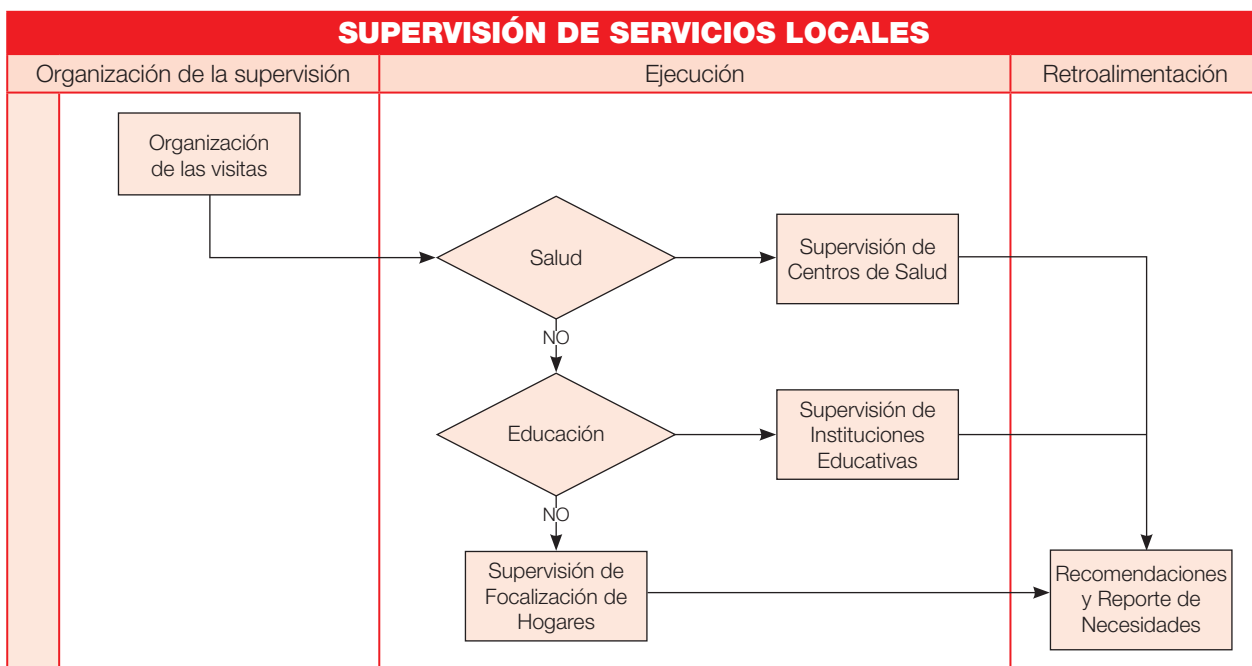 SUPERVISIÓN DE SERVICIOS LOCALES
Organización de la supervisión
Ejecución
Retroalimentación
Organización
de las visitas
Salud
Supervisión de
Centros de Salud
NO
Educación
Supervisión de
Instituciones
Educativas
NO
Supervisión de
Focalización de
Hogares
Recomendaciones
y Reporte de
Necesidades